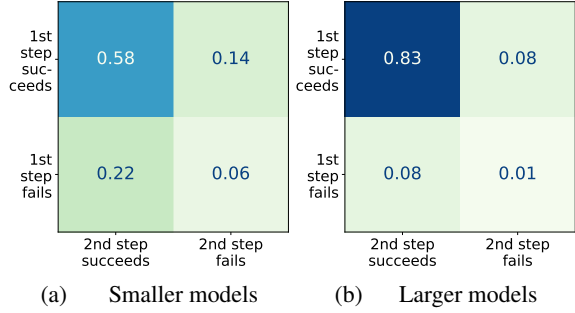 1st
step
suc-
ceeds
0.58
0.14
1st
step
fails
0.22
0.06
2nd step
succeeds
2nd step
fails
(a) Smaller models
1st
step
suc-
ceeds
0.83
0.08
1st
step
fails
0.08
0.01
2nd step
succeeds
2nd step
fails
(b) Larger models